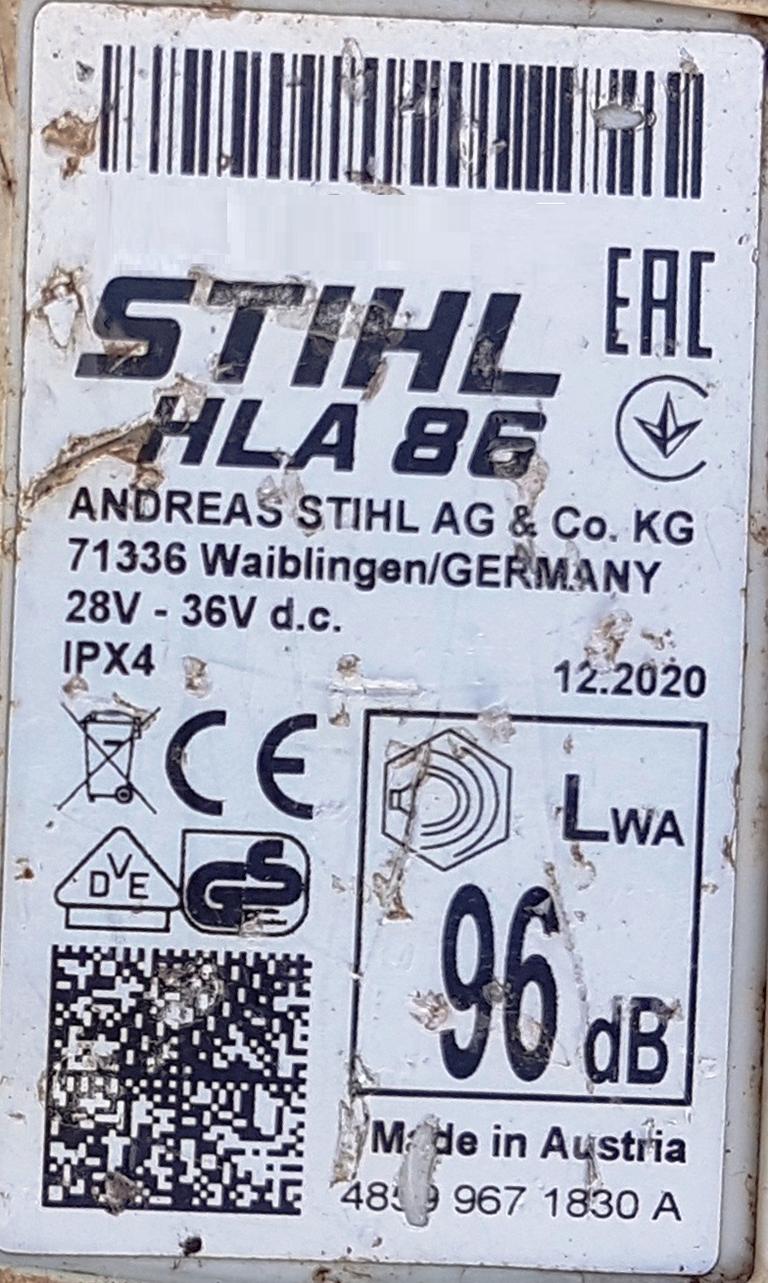 STIHL
EAC
HLA 86
ANDREAS STIHL AG & Co. KG
71336 Waiblingen/GERMANY
28V - 36V d.c.
IPX4
12.2020
CE
LWA
DVE
GS
96 dB
Made in Austria
967 1830 A